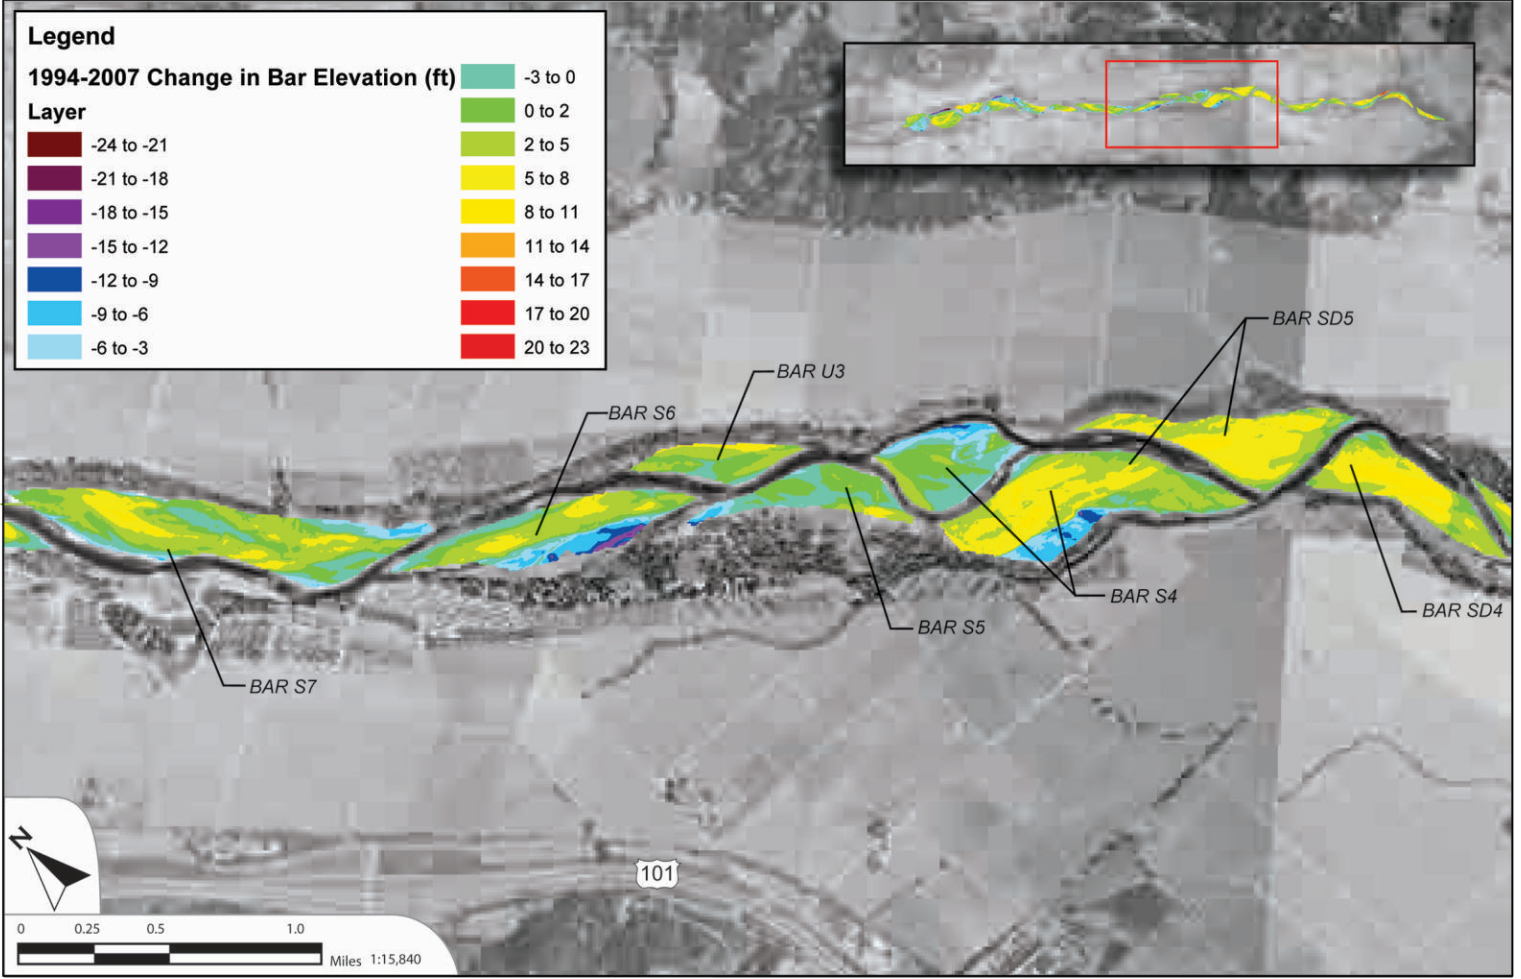 Legend
1994-2007 Change in Bar Elevation (ft)
Layer
-24 to -21
-21 to -18
-18 to -15
-15 to -12
-12 to -9
-9 to -6
-6 to -3
-3 to 0
0 to 2
2 to 5
5 to 8
8 to 11
11 to 14
14 to 17
17 to 20
20 to 23
BAR SD5
BAR U3
BAR S6
BAR S4
BAR SD4
BAR S5
BAR S7
N
101
0 0.25 0.5 1.0
Miles 1:15,840